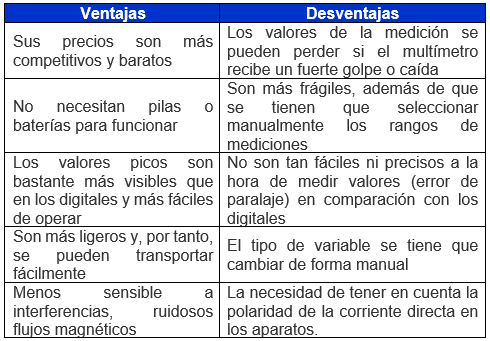 Ventajas
Desventajas
Sus precios son más
competitivos y baratos
Los valores de la medición se
pueden perder si el multímetro
recibe un fuerte golpe o caída
No necesitan pilas o
baterías para funcionar
Son más frágiles, además de que
se tienen que seleccionar
manualmente los rangos de
mediciones
Los valores picos son
bastante más visibles que
en los digitales y más fáciles
de operar
No son tan fáciles ni precisos a la
hora de medir valores (error de
paralaje) en comparación con los
digitales
Son más ligeros y, por tanto,
se pueden transportar
fácilmente
El tipo de variable se tiene que
cambiar de forma manual
Menos sensible a
interferencias, ruidosos
flujos magnéticos
La necesidad de tener en cuenta la
polaridad de la corriente directa en
los aparatos.